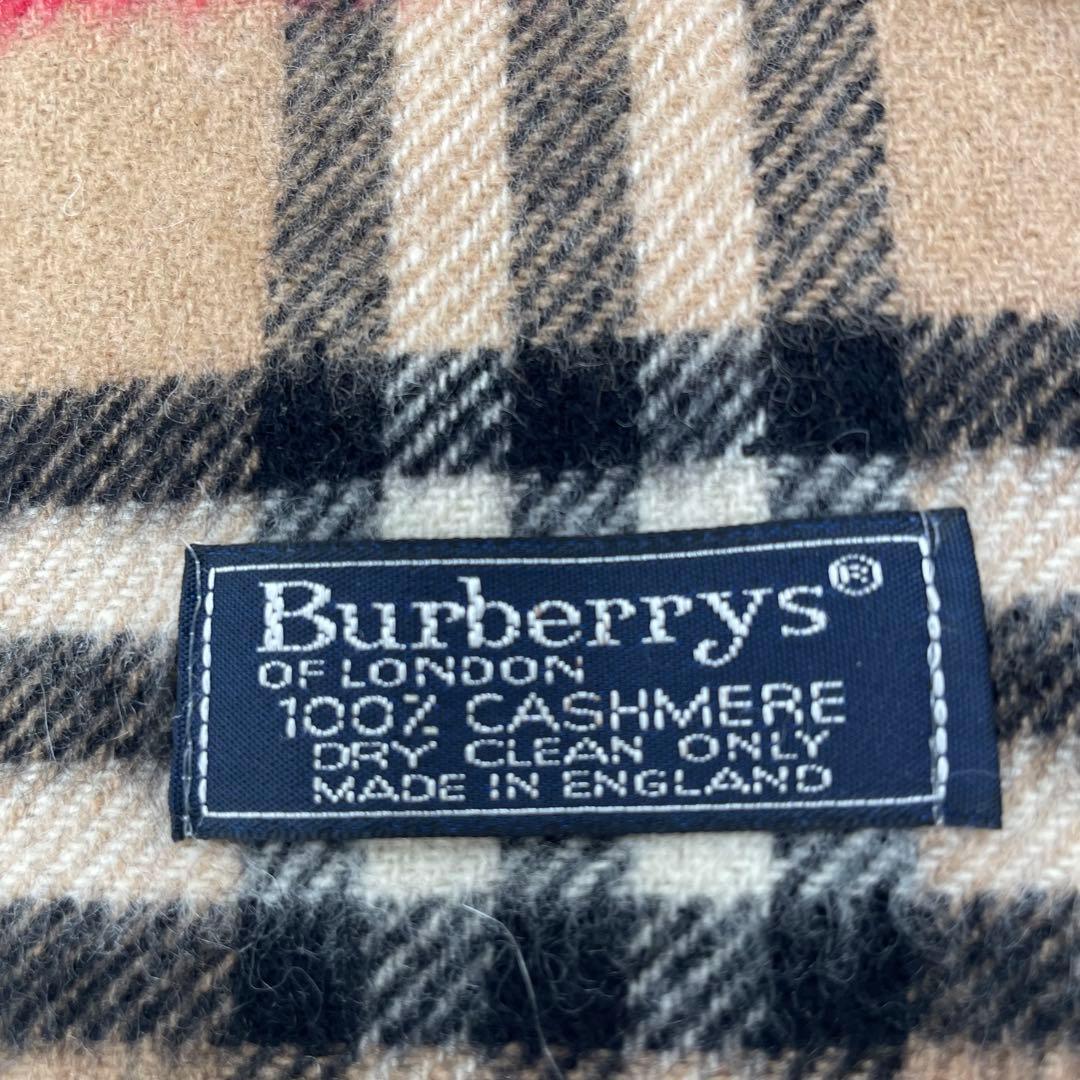 Burberrys®
OF LONDON
100% CASHMERE
DRY CLEAN ONLY
MADE IN ENGLAND